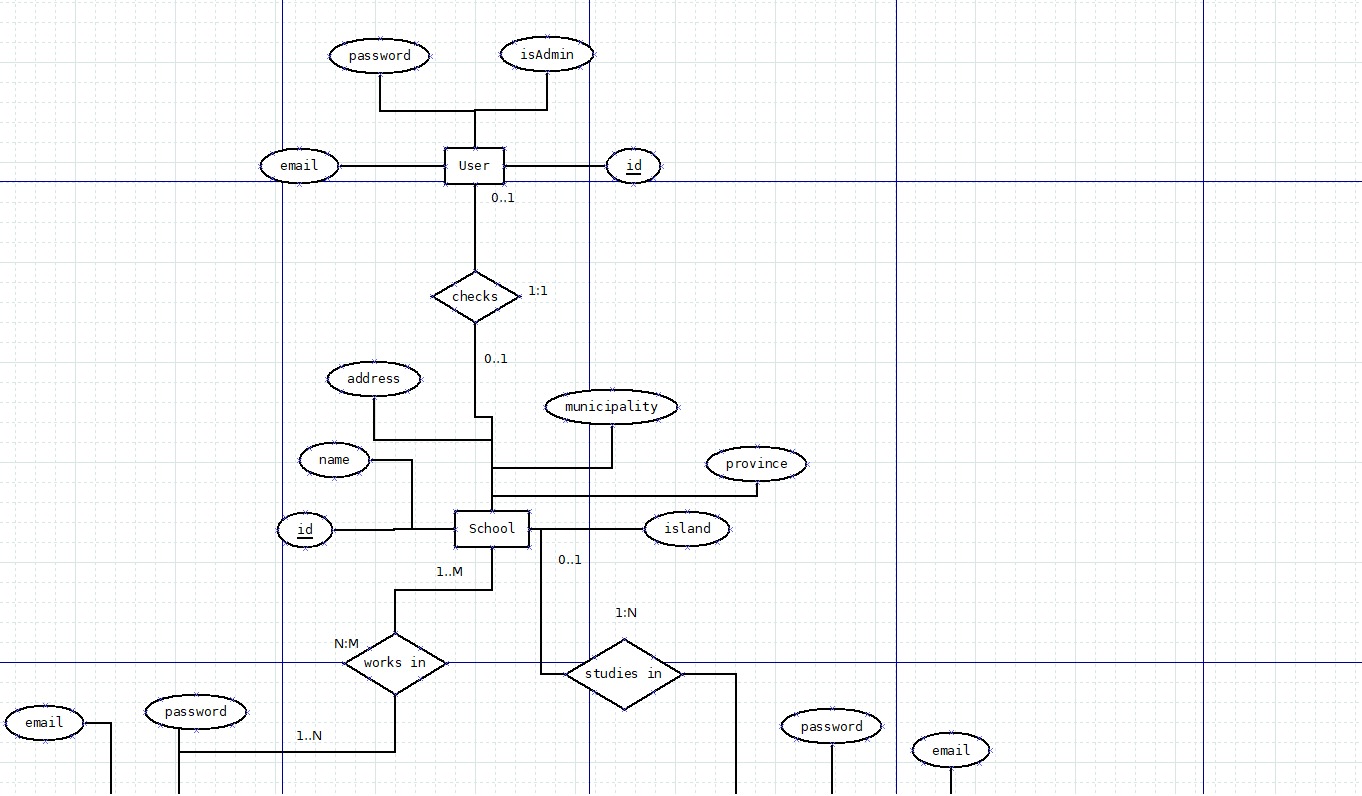 password
isAdmin
email
User
id
0..1
checks
1:1
0..1
address
municipality
name
province
id
School
island
0..1
1..M
1:N
N:M
works in
studies in
email
password
1..N
password
email